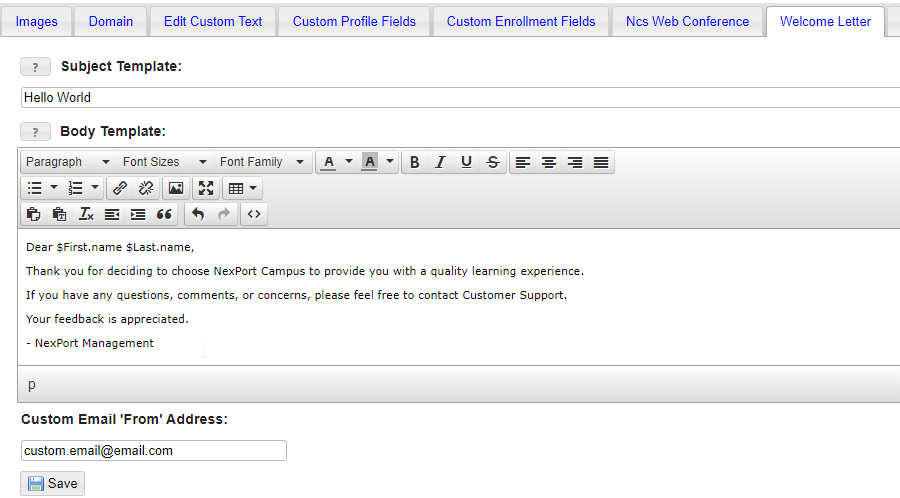 Images Domain Edit Custom Text Custom Profile Fields Custom Enrollment Fields Ncs Web Conference Welcome Letter
? Subject Template:
Hello World
? Body Template:
Paragraph Font Sizes Font Family A A B I U S
Dear $First.name $Last.name,
Thank you for deciding to choose NexPort Campus to provide you with a quality learning experience.
If you have any questions, comments, or concerns, please feel free to contact Customer Support.
Your feedback is appreciated.
- NexPort Management
p
Custom Email 'From' Address:
custom.email@email.com
Save